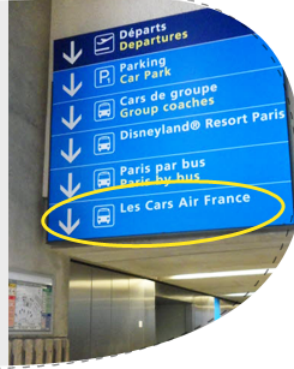 Départs
Departures
Parking
P1 Car Park
Cars de groupe
Group coaches
Disneyland® Resort Paris
Paris par bus
Paris by bus
Les Cars Air France